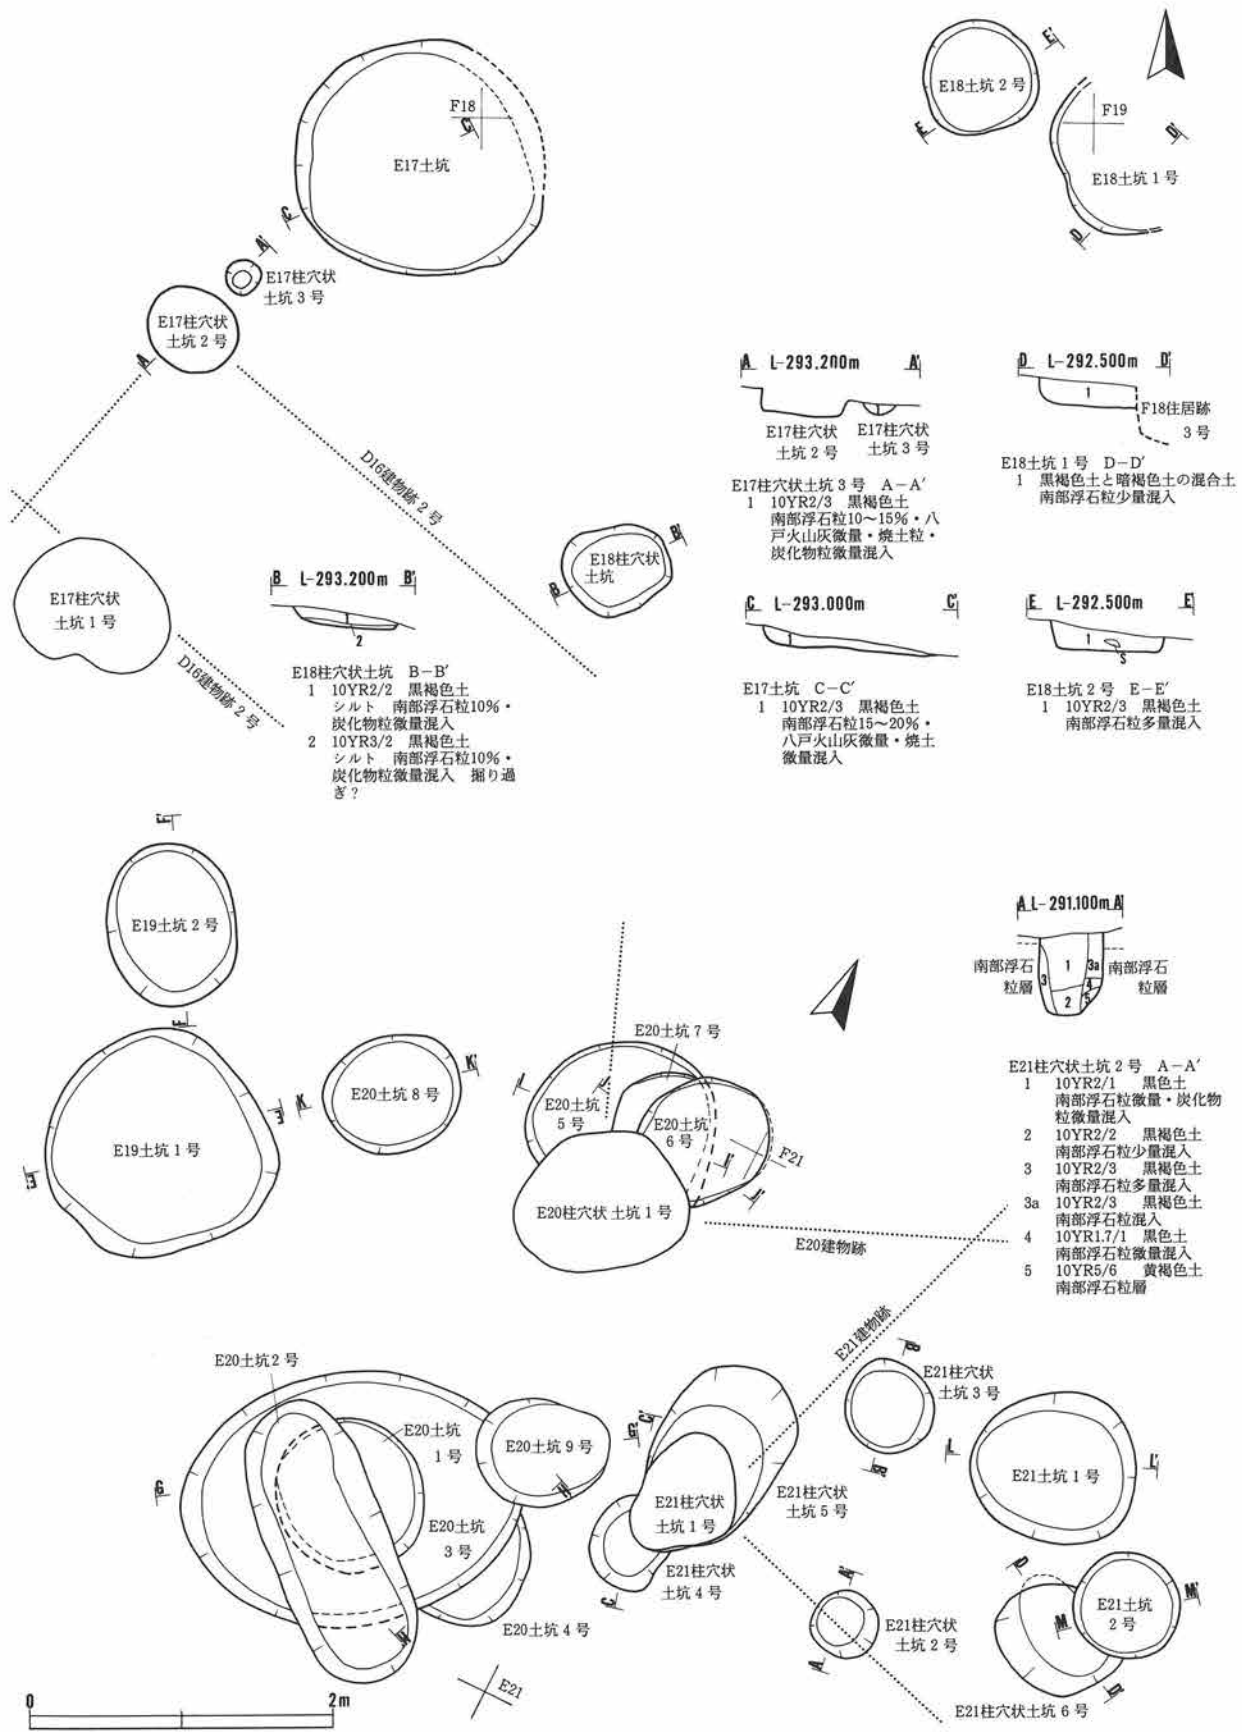 F18
E17土坑
C'
C
A'
E17柱穴状
土坑 3 号
E17柱穴状
土坑 2 号
A
E18土坑 2 号
E'
E
F19
D'
E18土坑 1 号
D
D16建物跡 2 号
E17柱穴状
土坑 1 号
D16建物跡 2 号
E18柱穴状
土坑
B'
B
A L-293.200m A'
E17柱穴状
土坑 2 号
E17柱穴状
土坑 3 号
E17柱穴状土坑 3 号 A-A'
1 10YR2/3 黒褐色土
南部浮石粒10〜15%・八
戸火山灰微量・焼土粒・
炭化物粒微量混入
D L-292.500m D'
1
F18住居跡
3 号
E18土坑 1 号 D-D'
1 黒褐色土と暗褐色土の混合土
南部浮石粒少量混入
B L-293.200m B'
1
2
E18柱穴状土坑 B-B'
1 10YR2/2 黒褐色土
シルト 南部浮石粒10%・
炭化物粒微量混入
2 10YR3/2 黒褐色土
シルト 南部浮石粒10%・
炭化物粒微量混入 掘り過
ぎ？
C L-293.000m C'
1
E17土坑 C-C'
1 10YR2/3 黒褐色土
南部浮石粒15〜20%・
八戸火山灰微量・焼土
微量混入
E L-292.500m E'
1
S
E18土坑 2 号 E-E'
1 10YR2/3 黒褐色土
南部浮石粒多量混入
F'
E19土坑 2 号
F
E19土坑 1 号
E
E'
K
E20土坑 8 号
K'
E20土坑 7 号
I
J
E20土坑
5 号
E20土坑
6 号
F21
I'
J'
E20柱穴状 土坑 1 号
E20建物跡
A L-291.100m A'
南部浮石
粒層
3
1
3a
4
2
5
南部浮石
粒層
E21柱穴状土坑 2 号 A-A'
1 10YR2/1 黒色土
南部浮石粒微量・炭化物
粒微量混入
2 10YR2/2 黒褐色土
南部浮石粒少量混入
3 10YR2/3 黒褐色土
南部浮石粒多量混入
3a 10YR2/3 黒褐色土
南部浮石粒混入
4 10YR1.7/1 黒色土
南部浮石粒微量混入
5 10YR5/6 黄褐色土
南部浮石粒層
E20土坑 2 号
E20土坑
1 号
E20土坑 9 号
G
G'
H'
H
E20土坑
3 号
E20土坑 4 号
E21
C'
E21建物跡
E21柱穴状
土坑 1 号
E21柱穴状
土坑 5 号
E21柱穴状
土坑 4 号
C
B
E21柱穴状
土坑 3 号
B'
L
E21土坑 1 号
L'
A'
E21柱穴状
土坑 2 号
A
D
M
E21土坑
2 号
M'
D'
E21柱穴状土坑 6 号
0
2m